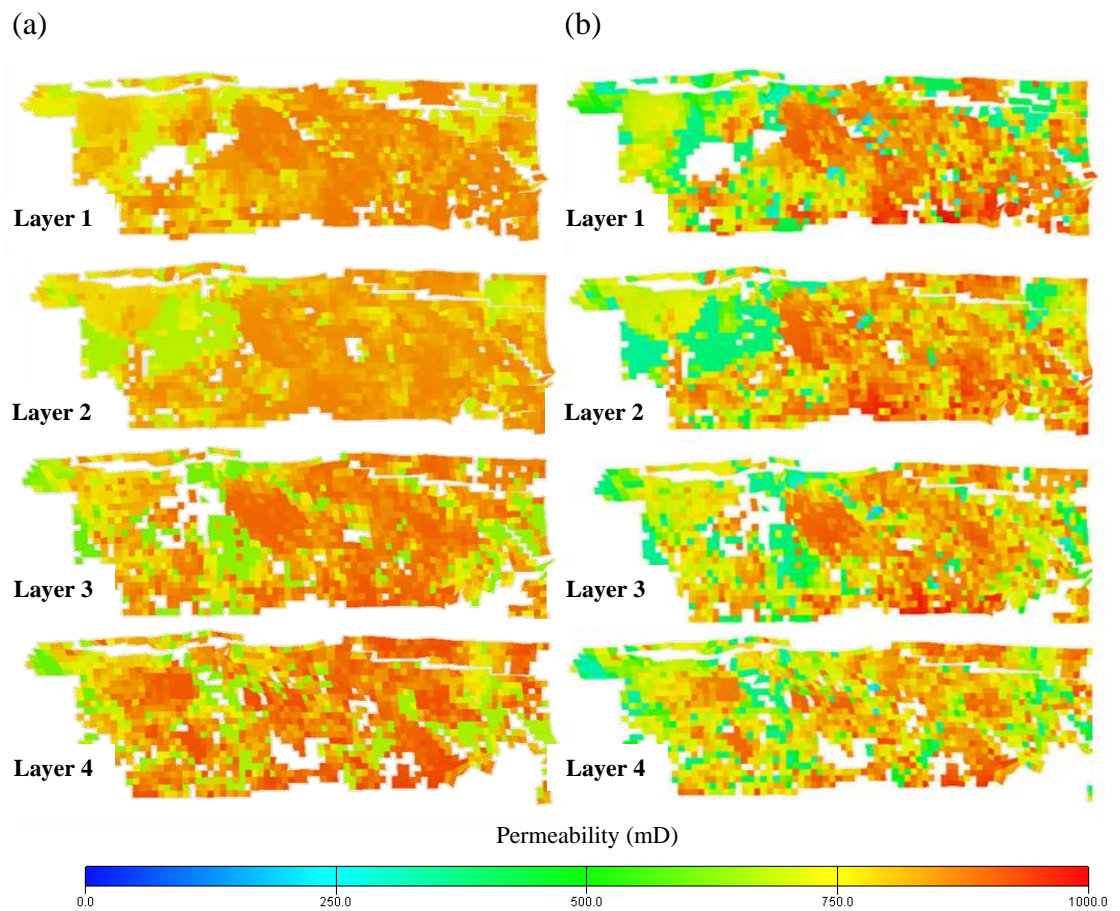 (a) (b)
Layer 1 Layer 1
Layer 2 Layer 2
Layer 3 Layer 3
Layer 4 Layer 4
Permeability (mD)
0.0 250.0 500.0 750.0 1000.0